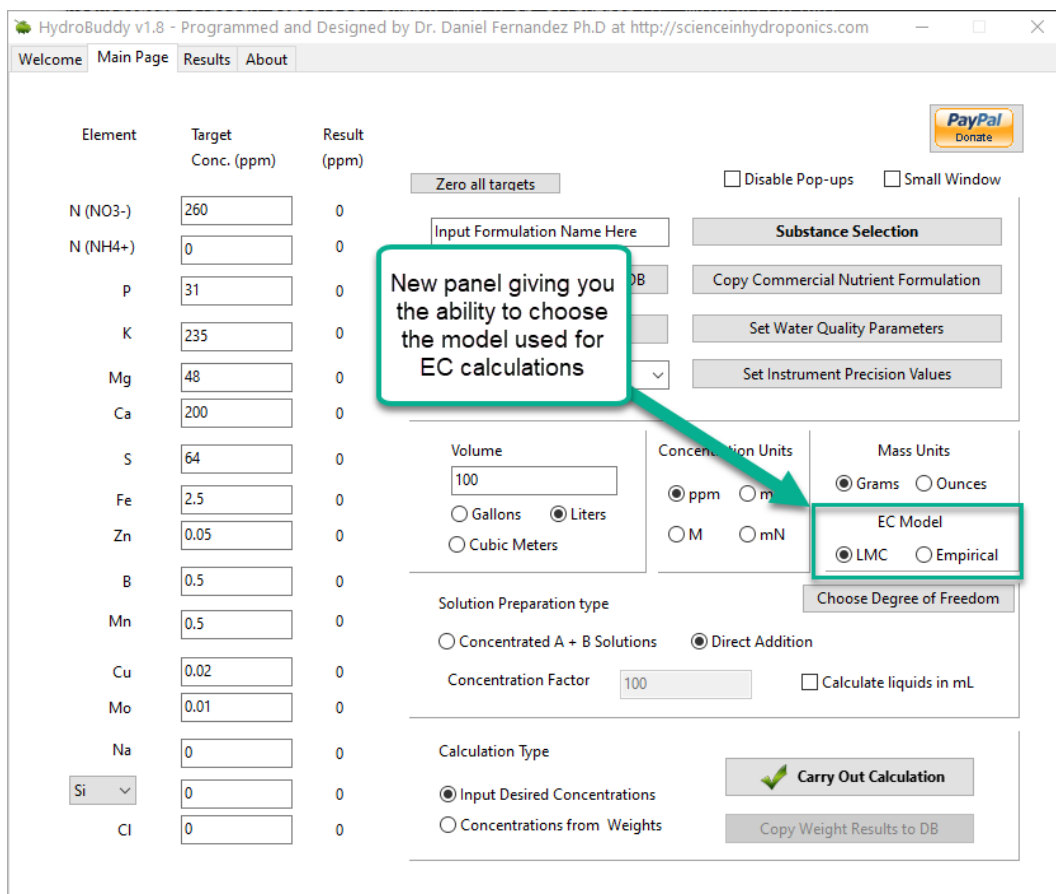 HydroBuddy v1.8 - Programmed and Designed by Dr. Daniel Fernandez Ph.D at http://scienceinhydroponics.com
Welcome Main Page Results About
PayPal
Donate
Element Target Result
Conc. (ppm) (ppm)
Zero all targets Disable Pop-ups Small Window
N (NO3-) 260 0
Input Formulation Name Here Substance Selection
N (NH4+) 0 0
DB Copy Commercial Nutrient Formulation
New panel giving you
the ability to choose
the model used for
EC calculations
P 31 0
K 235 0
Set Water Quality Parameters
Mg 48 0
Set Instrument Precision Values
Ca 200 0
S 64 0
Volume Concentration Units Mass Units
100
Grams Ounces
ppm
Fe 2.5 0
Gallons Liters
EC Model
Zn 0.05 0
Cubic Meters M mN
LMC Empirical
B 0.5 0
Choose Degree of Freedom
Solution Preparation type
Mn 0.5 0
Concentrated A + B Solutions Direct Addition
Cu 0.02 0
Concentration Factor 100 Calculate liquids in mL
Mo 0.01 0
Na 0 0
Calculation Type
Carry Out Calculation
Si 0 0
Input Desired Concentrations
Cl 0 0
Concentrations from Weights Copy Weight Results to DB